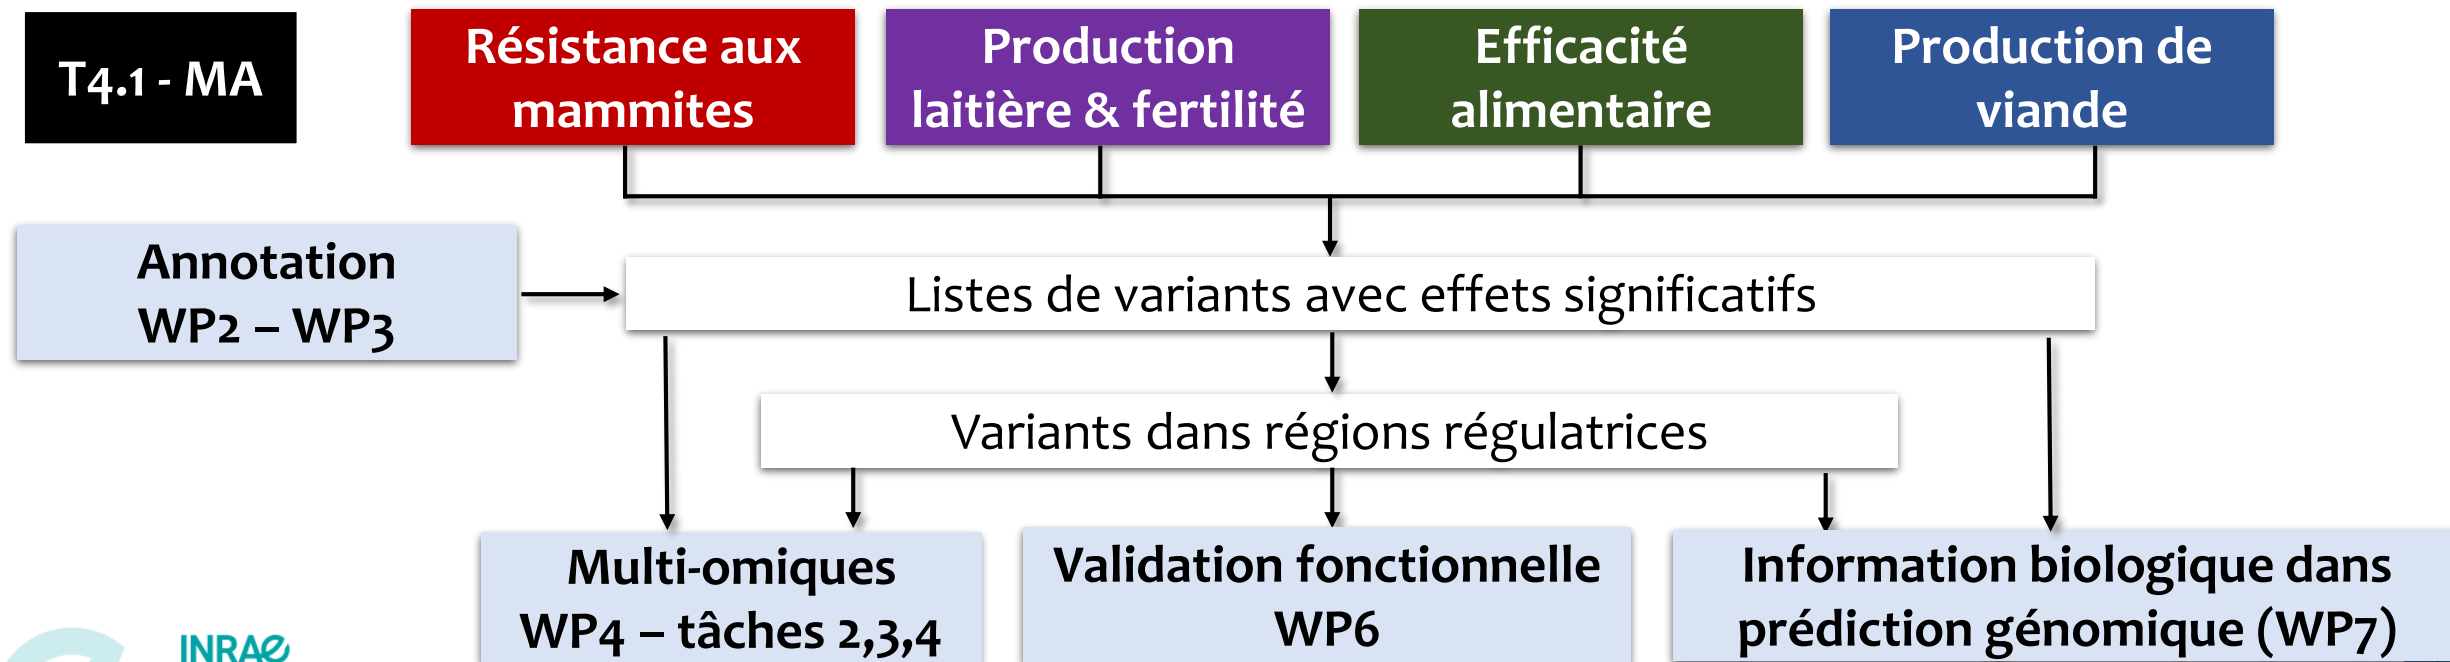 T4.1 - MA
Résistance aux
mammites
Production
laitière & fertilité
Efficacité
alimentaire
Production de
viande
Annotation
WP2 – WP3
Listes de variants avec effets significatifs
Variants dans régions régulatrices
Multi-omiques
WP4 – tâches 2,3,4
Validation fonctionnelle
WP6
Information biologique dans
prédiction génomique (WP7)
INRAE